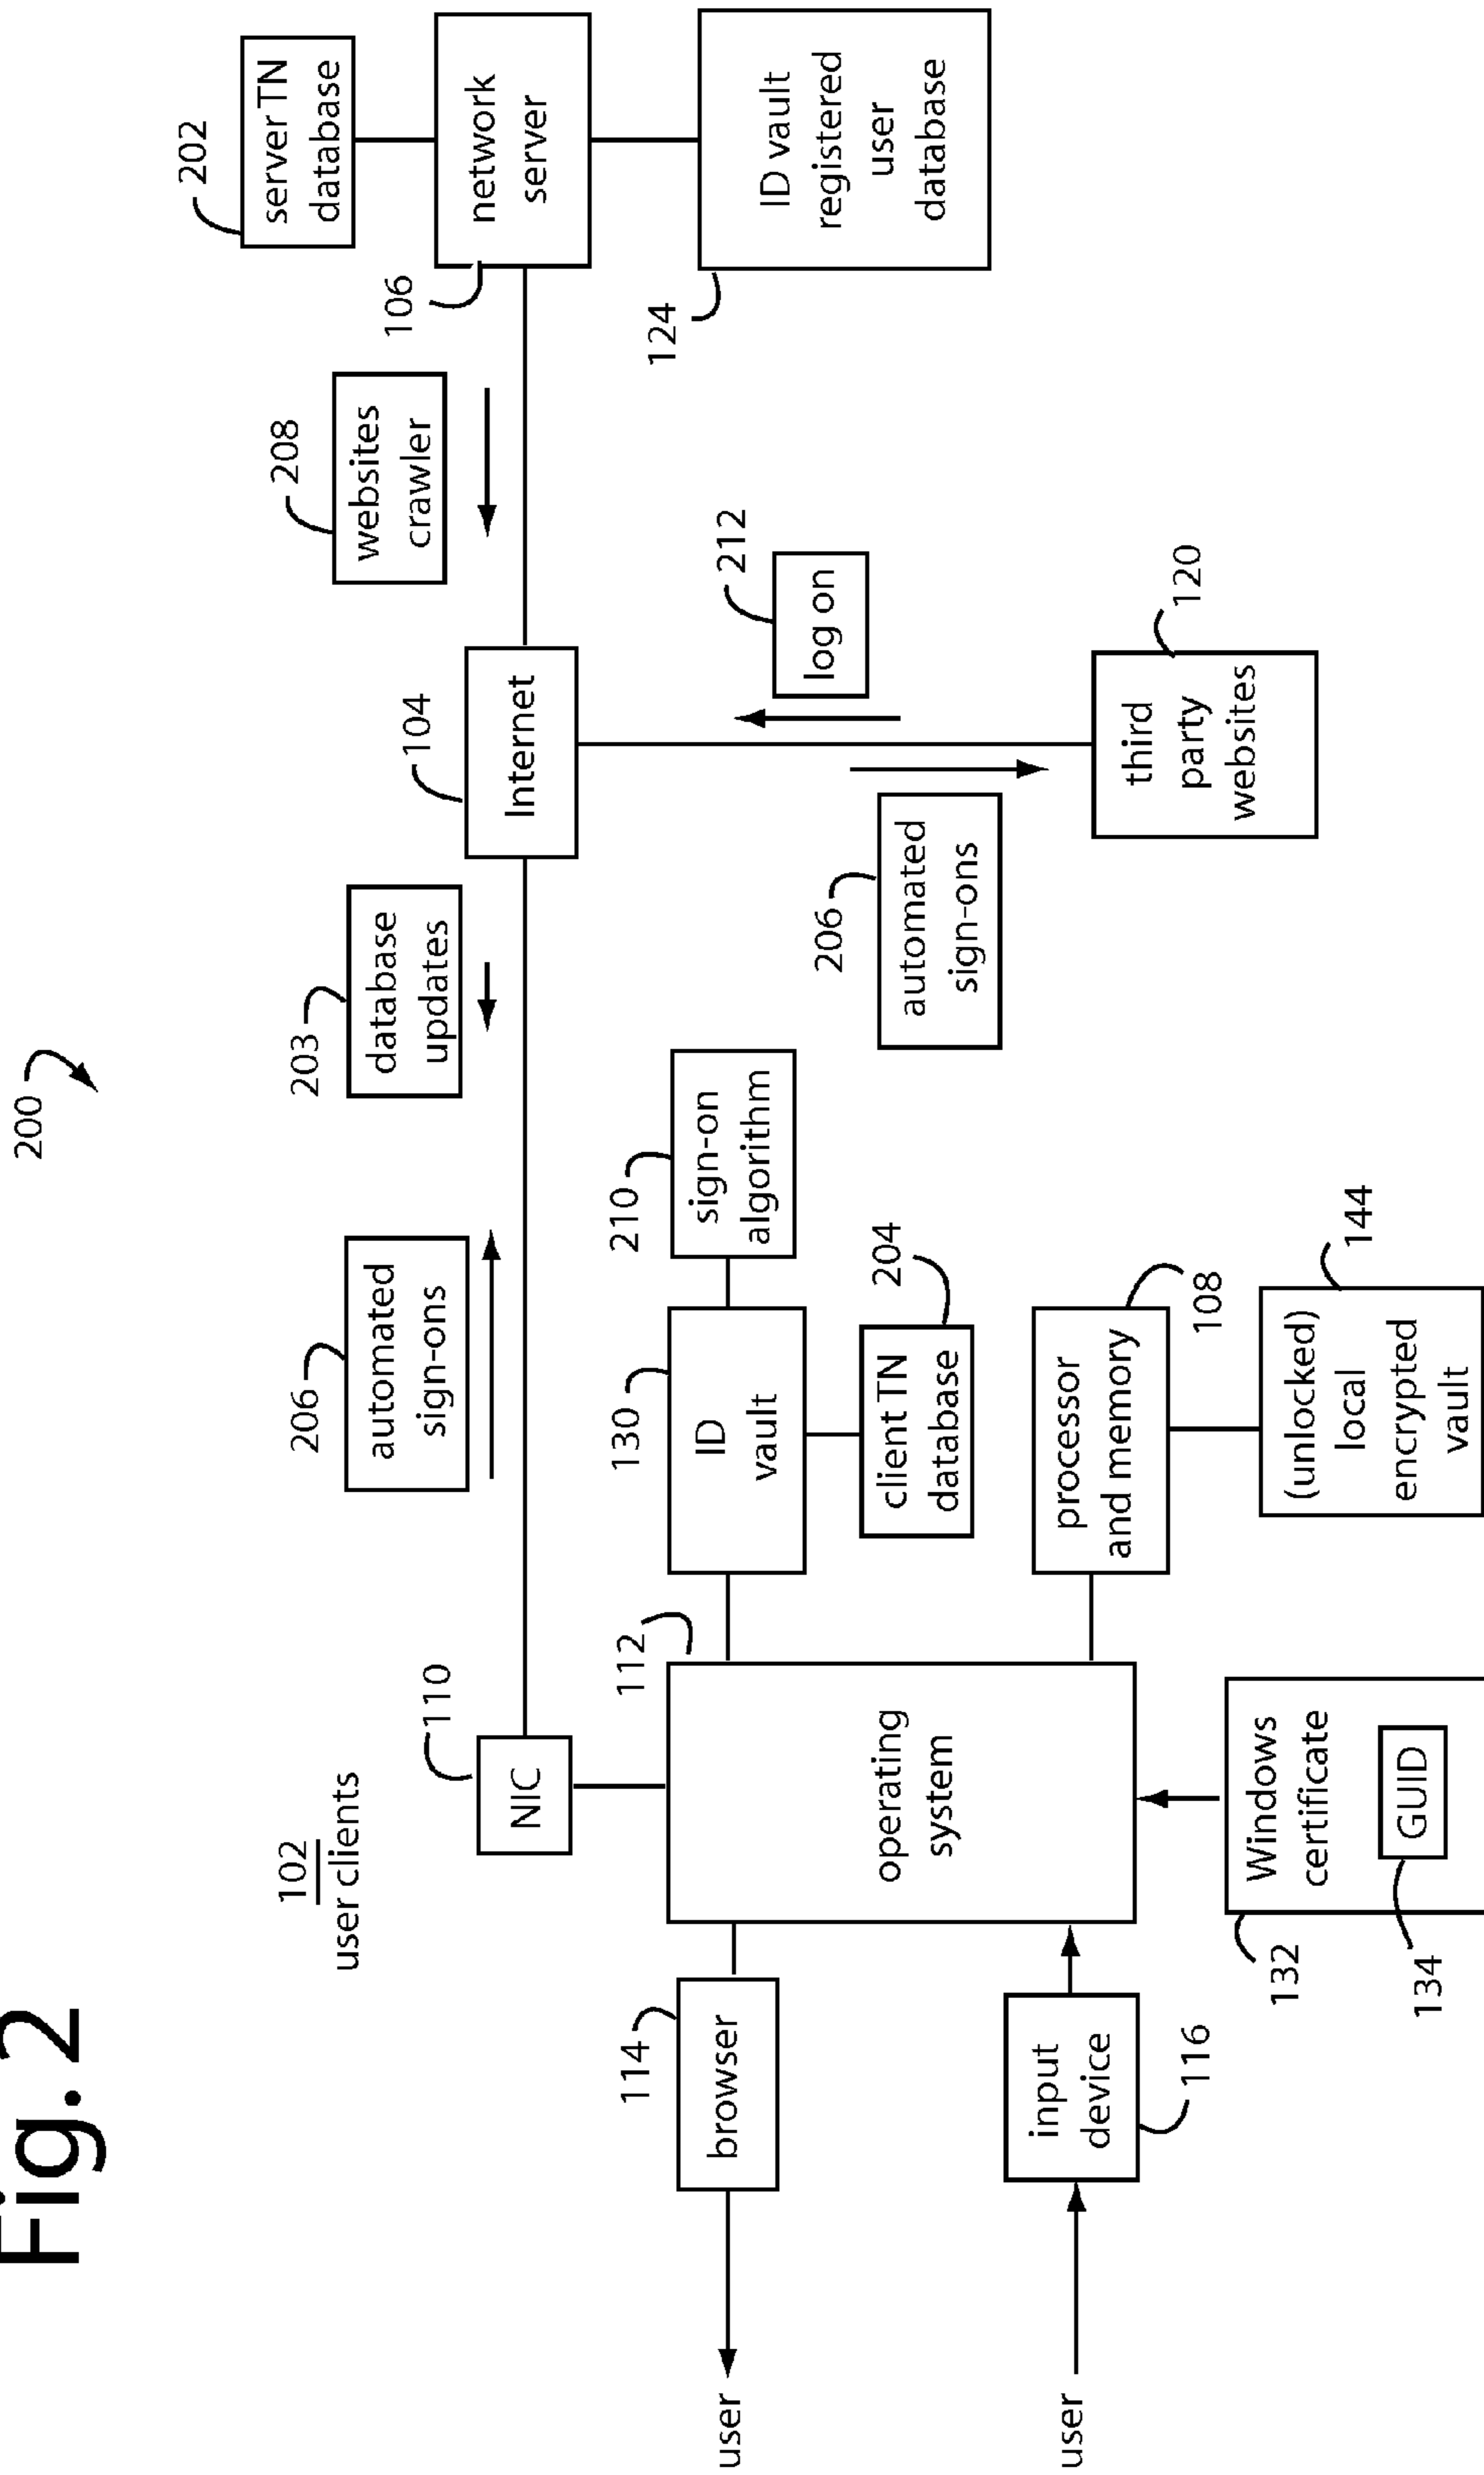 Fig. 2
200
102
user clients
110
NIC
206
automated
sign-ons
203
database
updates
104
Internet
208
websites
crawler
202
server TN
database
106
network
server
124
ID vault
registered
user
database
212
log on
206
automated
sign-ons
120
third
party
websites
user
114
browser
112
operating
system
130
ID
vault
210
sign-on
algorithm
204
client TN
database
user
116
input
device
108
processor
and memory
132
Windows
certificate
134
GUID
144
(unlocked)
local
encrypted
vault